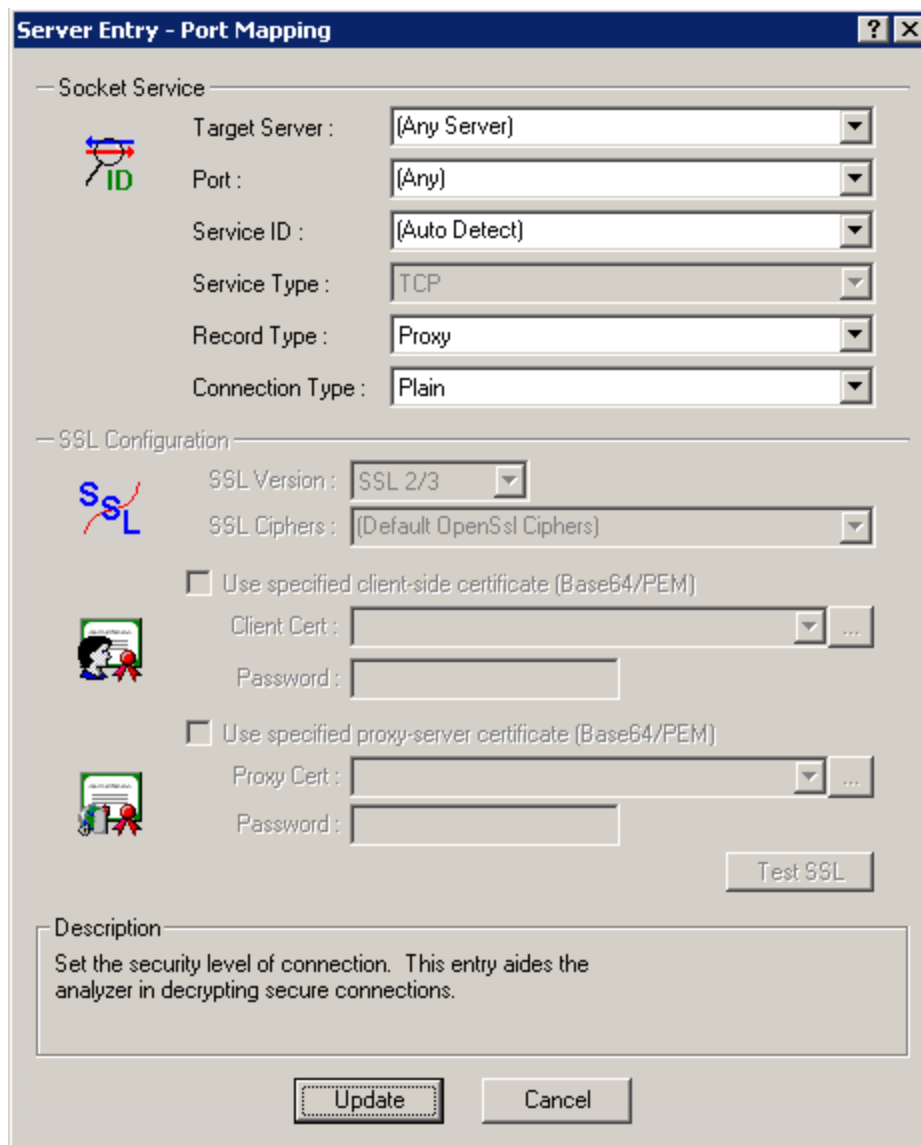 Server Entry - Port Mapping
Socket Service
ID
Target Server : (Any Server)
Port : (Any)
Service ID : (Auto Detect)
Service Type : TCP
Record Type : Proxy
Connection Type : Plain
SSL Configuration
SSL
SSL Version : SSL 2/3
SSL Ciphers : (Default OpenSsl Ciphers)
Use specified client-side certificate (Base64/PEM)
Client Cert : ...
Password :
Use specified proxy-server certificate (Base64/PEM)
Proxy Cert : ...
Password :
Test SSL
Description
Set the security level of connection.  This entry aides the
analyzer in decrypting secure connections.
Update Cancel